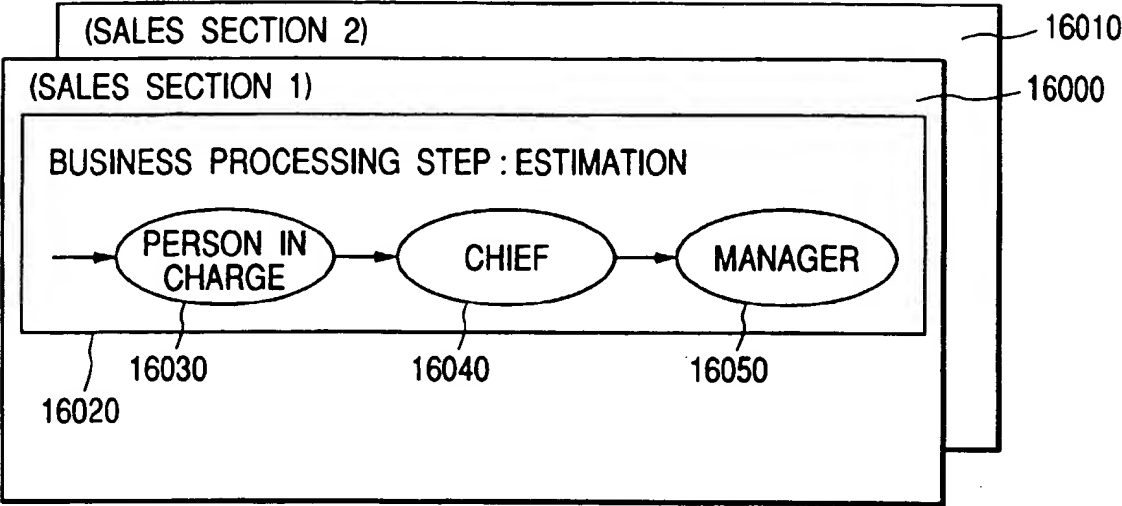 (SALES SECTION 2)
16010
(SALES SECTION 1)
16000
BUSINESS PROCESSING STEP : ESTIMATION
PERSON IN
CHARGE
CHIEF
MANAGER
16030
16040
16050
16020